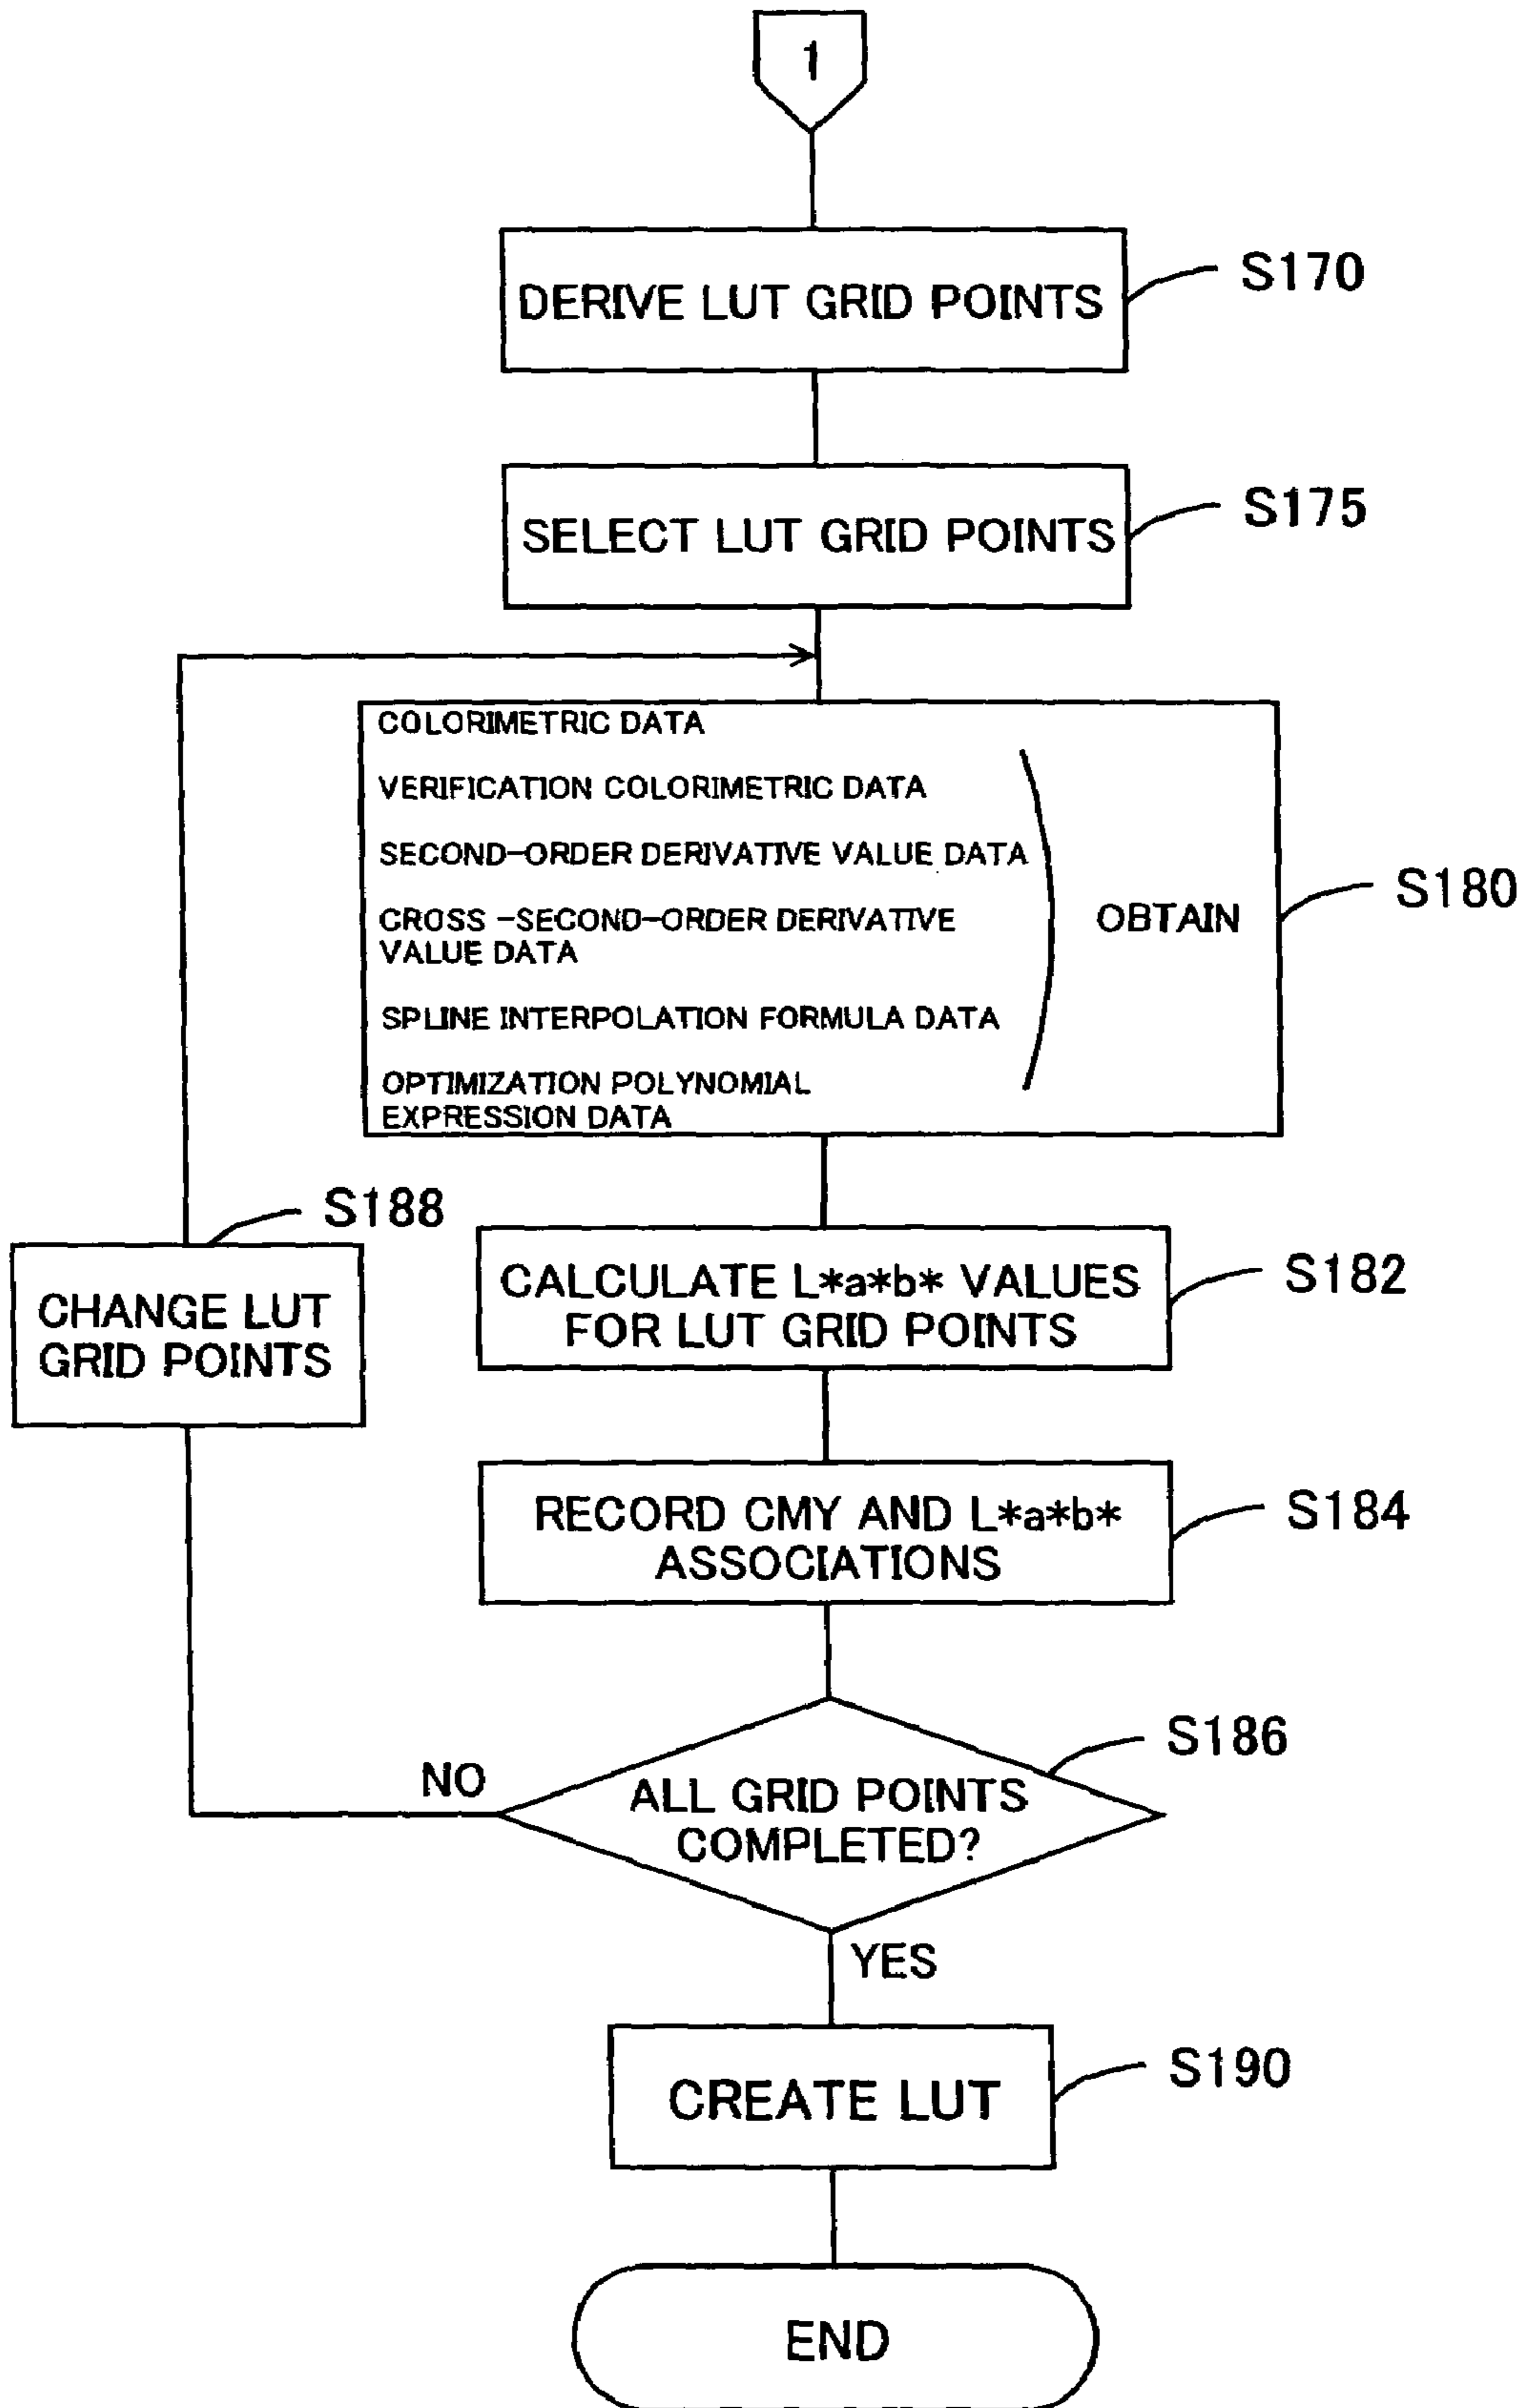 1
DERIVE LUT GRID POINTS
S170
SELECT LUT GRID POINTS
S175
COLORIMETRIC DATA
VERIFICATION COLORIMETRIC DATA
SECOND-ORDER DERIVATIVE VALUE DATA
CROSS -SECOND-ORDER DERIVATIVE
VALUE DATA
SPLINE INTERPOLATION FORMULA DATA
OPTIMIZATION POLYNOMIAL
EXPRESSION DATA
OBTAIN
S180
S188
CHANGE LUT
GRID POINTS
CALCULATE L*a*b* VALUES
FOR LUT GRID POINTS
S182
RECORD CMY AND L*a*b*
ASSOCIATIONS
S184
S186
NO
ALL GRID POINTS
COMPLETED?
YES
CREATE LUT
S190
END